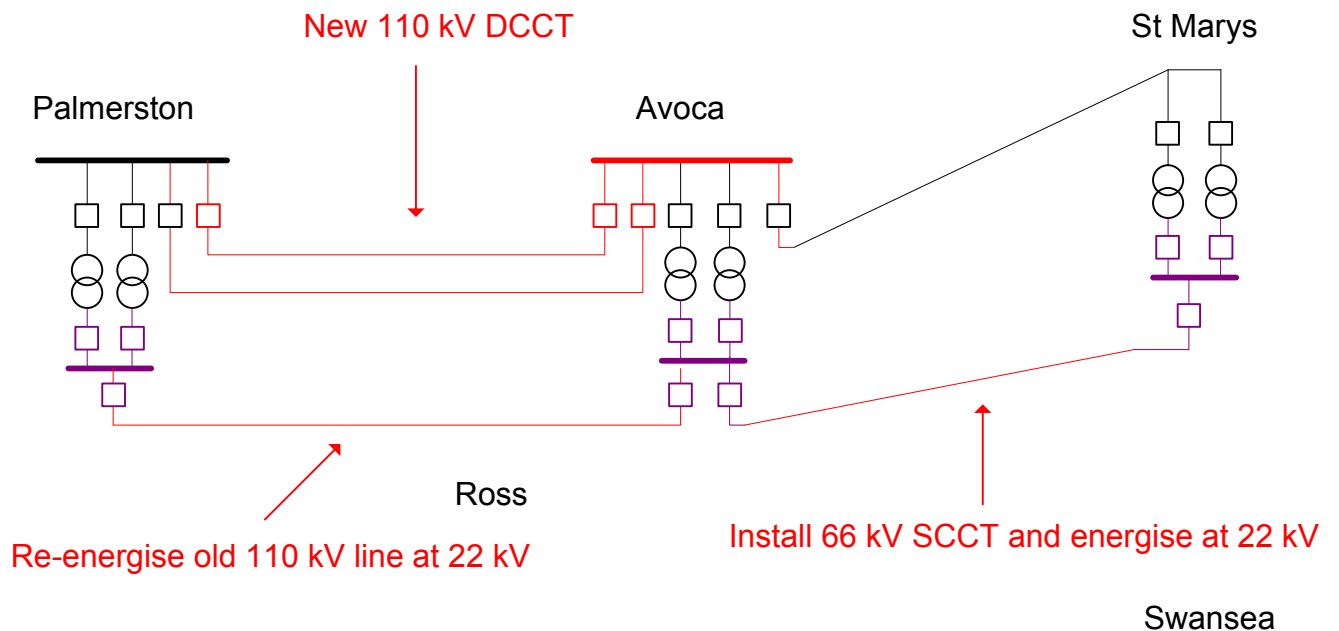 New 110 kV DCCT
St Marys
Palmerston
Avoca
Ross
Re-energise old 110 kV line at 22 kV
Install 66 kV SCCT and energise at 22 kV
Swansea